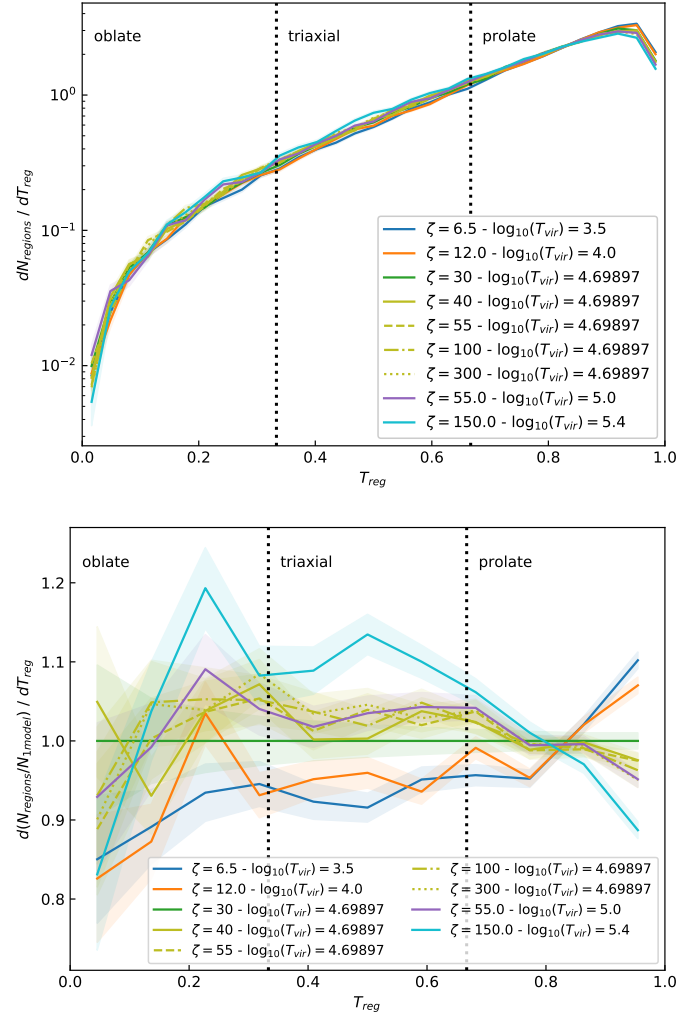 oblate triaxial prolate
10⁰
10⁻¹
10⁻²
dN_regions / dT_reg
ζ = 6.5 - log₁₀(T_vir) = 3.5
ζ = 12.0 - log₁₀(T_vir) = 4.0
ζ = 30 - log₁₀(T_vir) = 4.69897
ζ = 40 - log₁₀(T_vir) = 4.69897
ζ = 55 - log₁₀(T_vir) = 4.69897
ζ = 100 - log₁₀(T_vir) = 4.69897
ζ = 300 - log₁₀(T_vir) = 4.69897
ζ = 55.0 - log₁₀(T_vir) = 5.0
ζ = 150.0 - log₁₀(T_vir) = 5.4
0.0 0.2 0.4 0.6 0.8 1.0
T_reg
oblate triaxial prolate
1.2
1.1
1.0
0.9
0.8
d(N_regions/N_1model) / dT_reg
ζ = 6.5 - log₁₀(T_vir) = 3.5
ζ = 12.0 - log₁₀(T_vir) = 4.0
ζ = 30 - log₁₀(T_vir) = 4.69897
ζ = 40 - log₁₀(T_vir) = 4.69897
ζ = 55 - log₁₀(T_vir) = 4.69897
ζ = 100 - log₁₀(T_vir) = 4.69897
ζ = 300 - log₁₀(T_vir) = 4.69897
ζ = 55.0 - log₁₀(T_vir) = 5.0
ζ = 150.0 - log₁₀(T_vir) = 5.4
0.0 0.2 0.4 0.6 0.8 1.0
T_reg